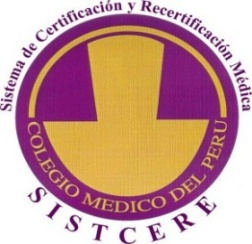 Sistema de Certificación y Recertificación Médica
COLEGIO MEDICO DEL PERU
SISTCERE